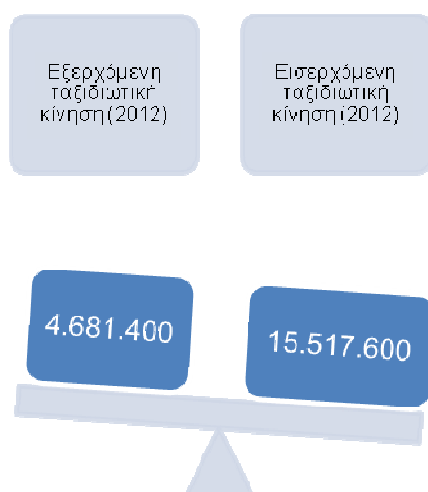 Εξερχόμενη
ταξιδιωτική
κίνηση (2012)
Εισερχόμενη
ταξιδιωτική
κίνηση (2012)
4.681.400
15.517.600